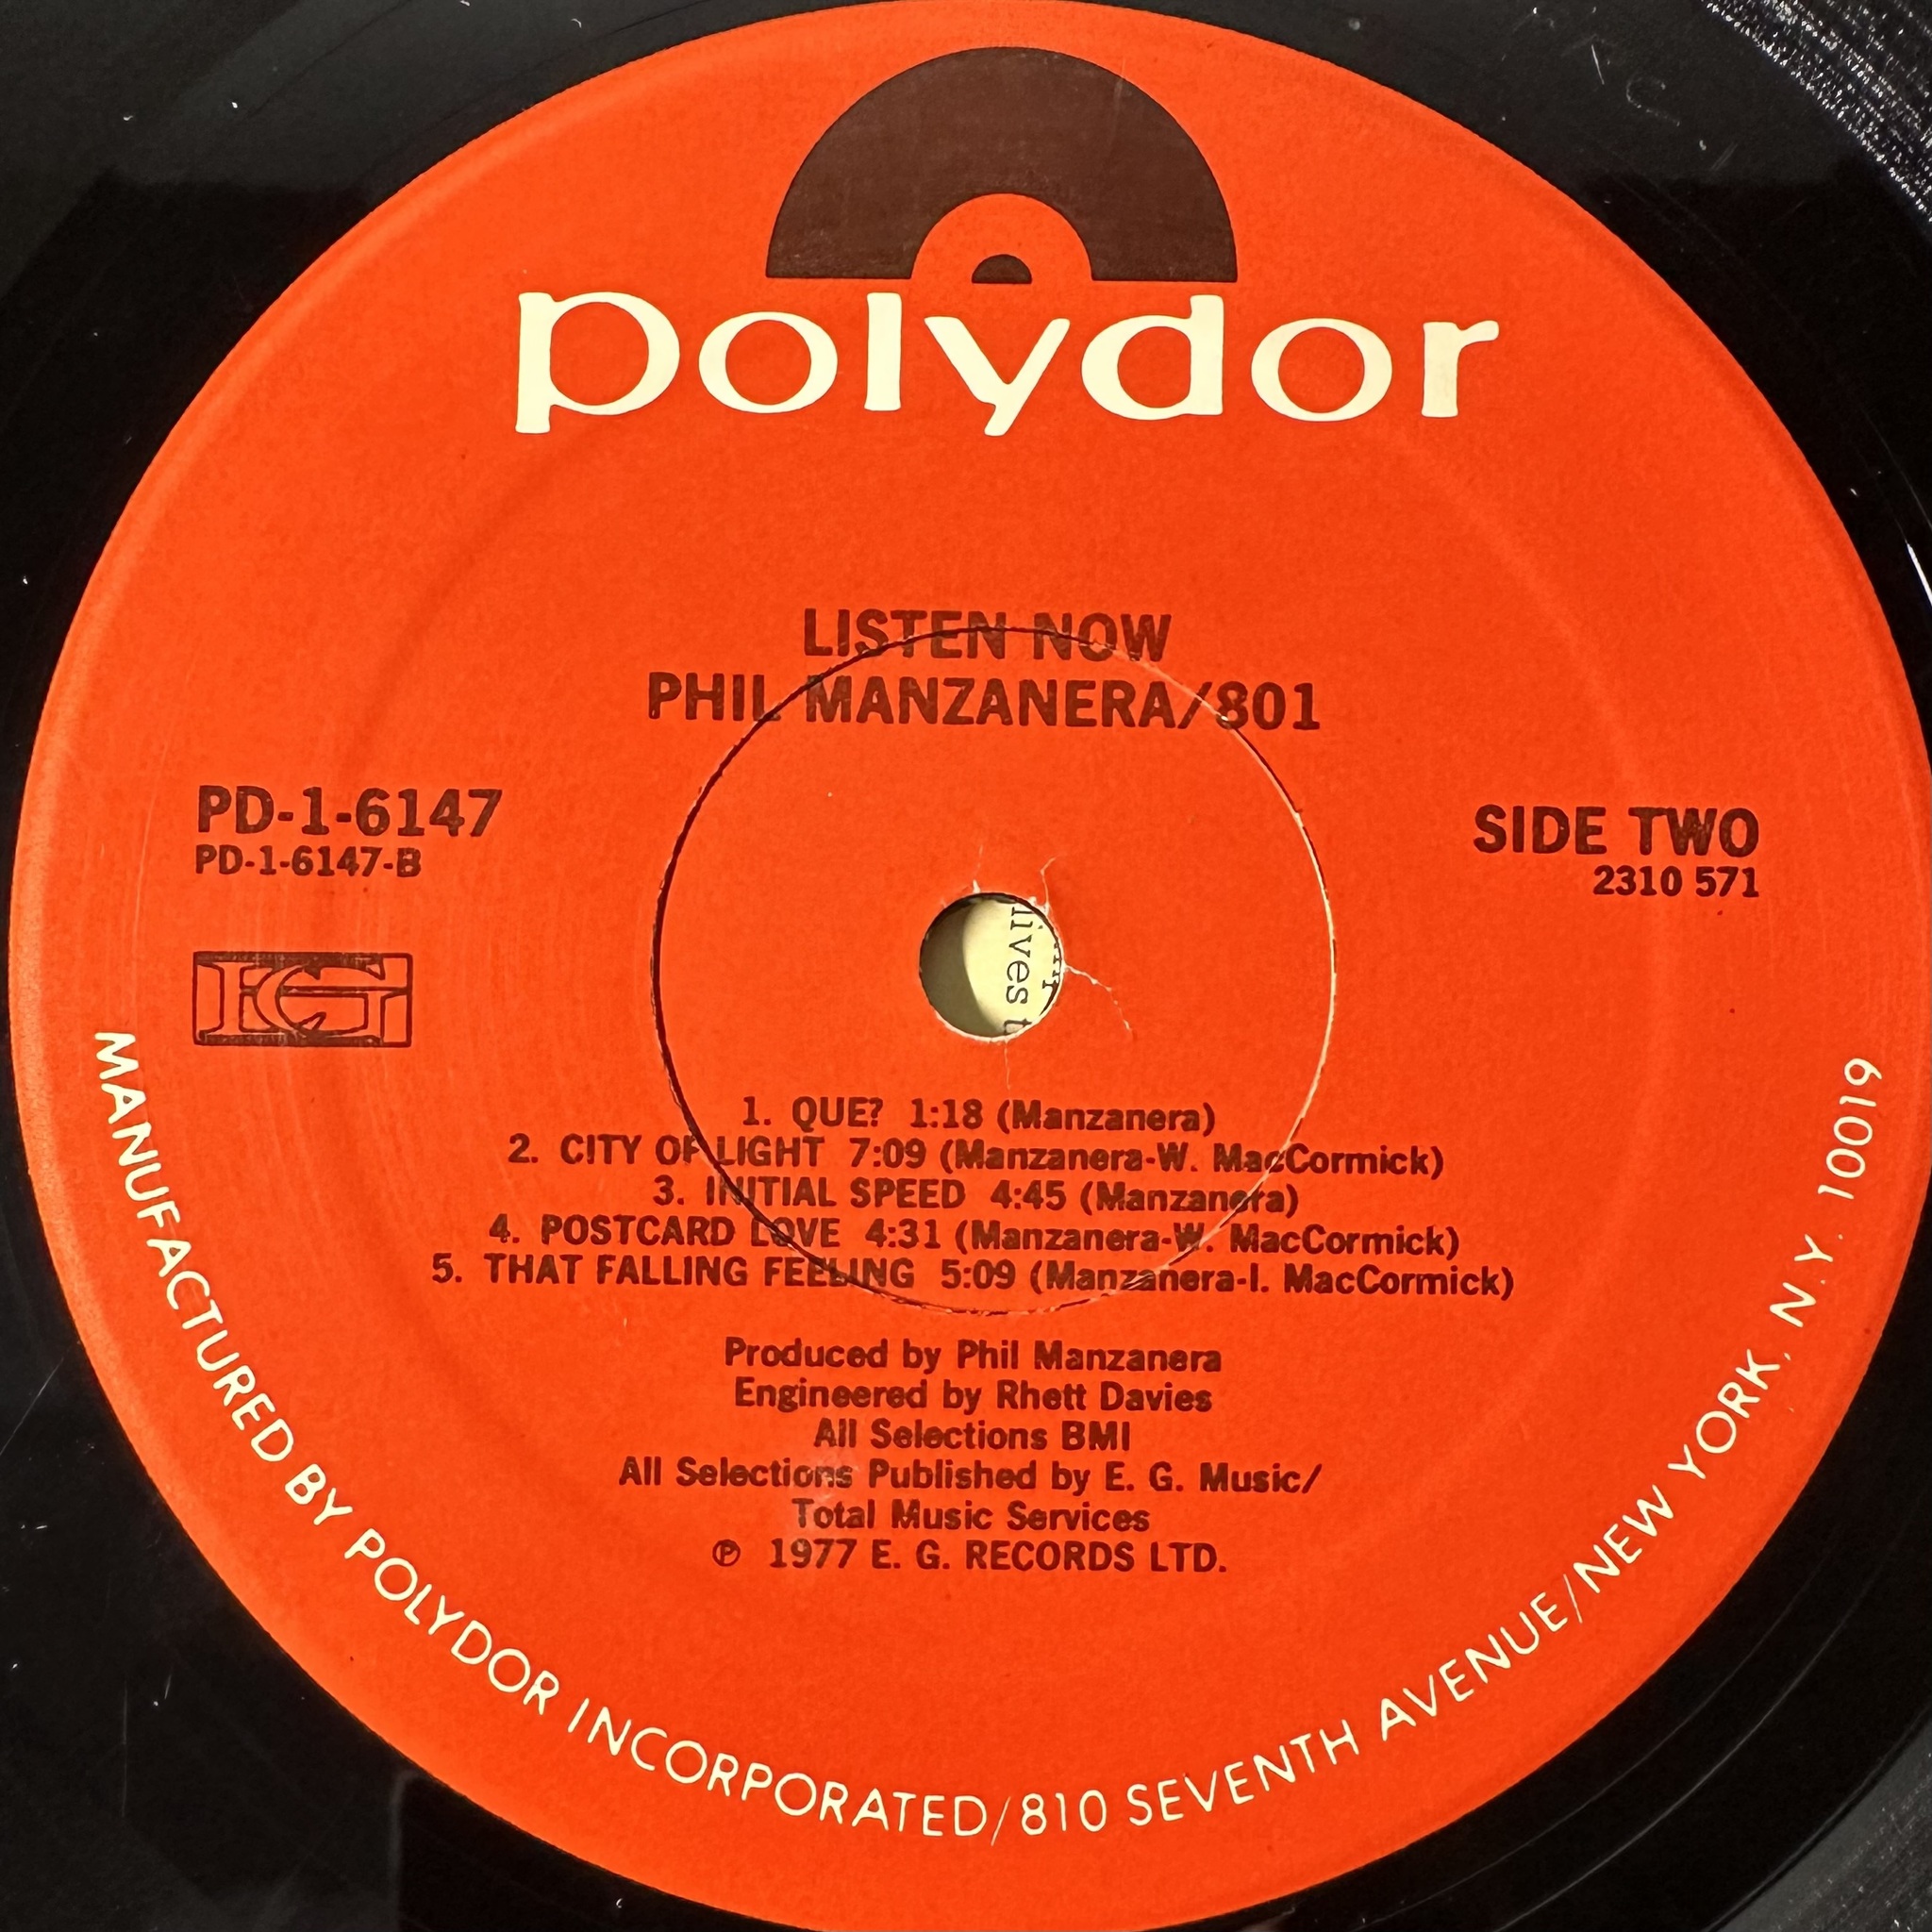 polydor
LISTEN NOW
PHIL MANZANERA/801
PD-1-6147
PD-1-6147-B
SIDE TWO
2310 571
EG
lives t
1. QUE? 1:18 (Manzanera)
2. CITY OF LIGHT 7:09 (Manzanera-W. MacCormick)
3. INITIAL SPEED 4:45 (Manzanera)
4. POSTCARD LOVE 4:31 (Manzanera-W. MacCormick)
5. THAT FALLING FEELING 5:09 (Manzanera-I. MacCormick)
Produced by Phil Manzanera
Engineered by Rhett Davies
All Selections BMI
All Selections Published by E. G. Music/
Total Music Services
℗ 1977 E. G. RECORDS LTD.
MANUFACTURED BY POLYDOR INCORPORATED/810 SEVENTH AVENUE/NEW YORK, N.Y. 10019